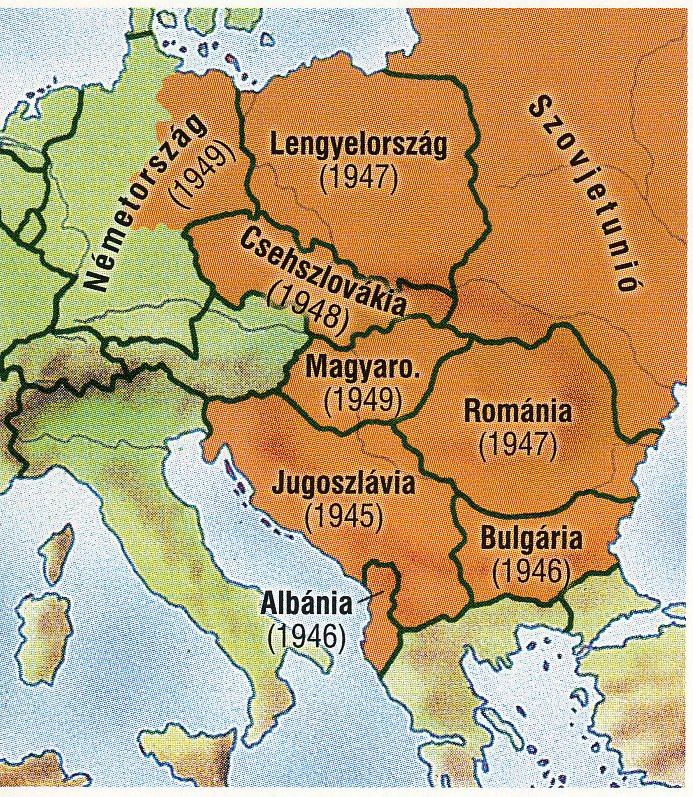 Németország
(1949)
Lengyelország
(1947)
Szovjetunió
Csehszlovákia
(1948)
Magyaro.
(1949)
Románia
(1947)
Jugoszlávia
(1945)
Bulgária
(1946)
Albánia
(1946)